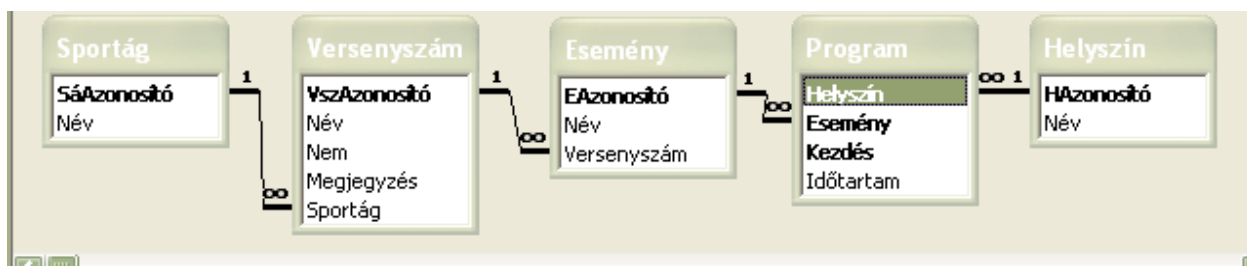 Sportág
SáAzonosító
Név
1
∞
Versenyszám
VszAzonosító
Név
Nem
Megjegyzés
Sportág
1
∞
Esemény
EAzonosító
Név
Versenyszám
1
∞
Program
Helyszín
Esemény
Kezdés
Időtartam
∞ 1
Helyszín
HAzonosító
Név